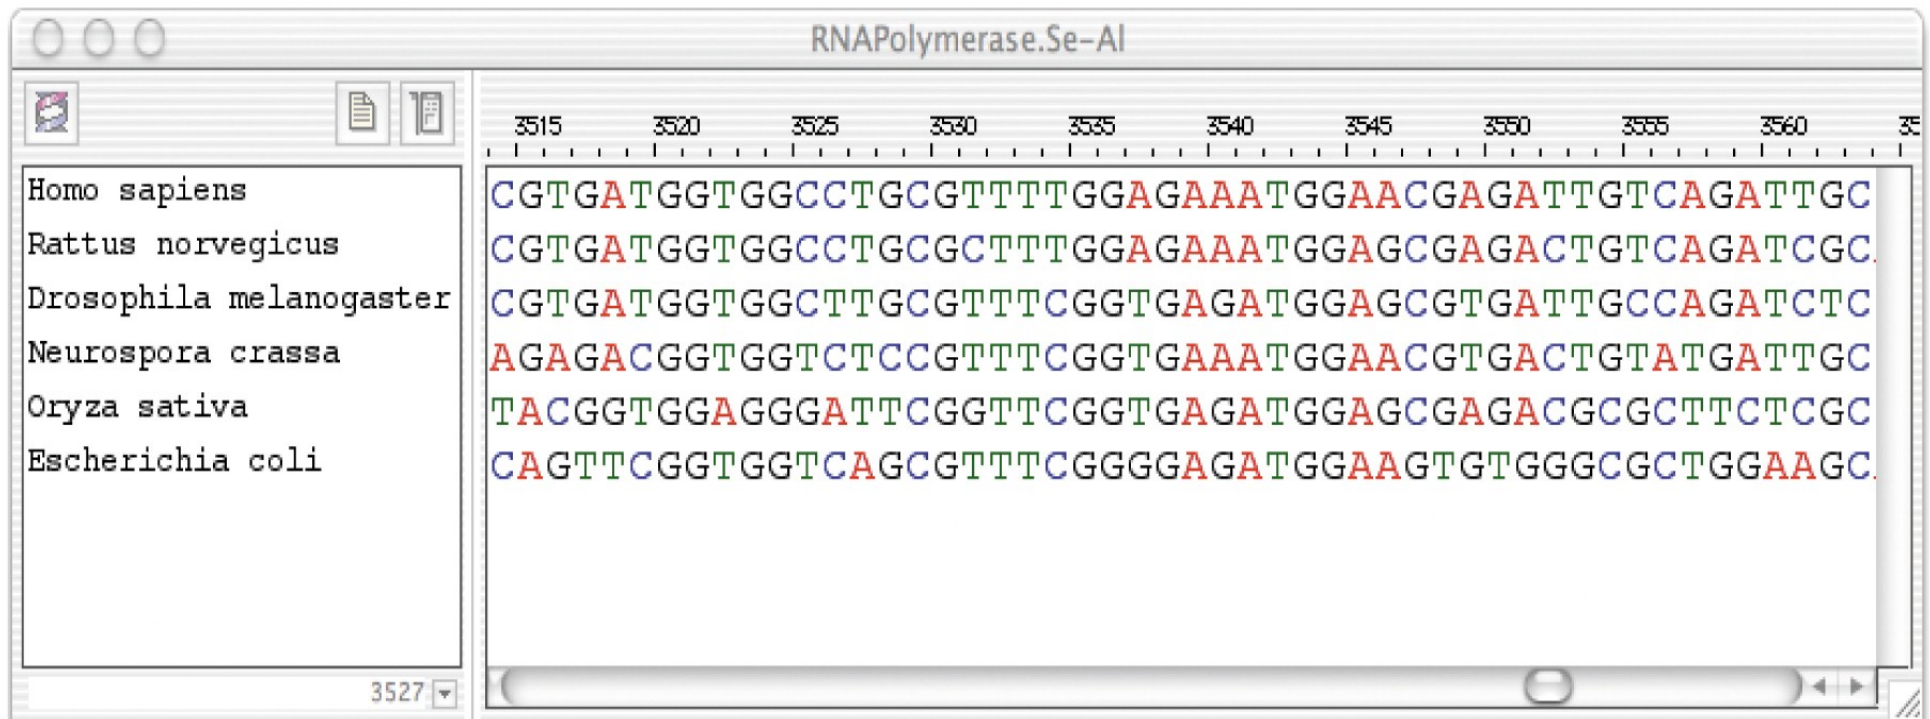 RNAPolymerase.Se-Al
3515 3520 3525 3530 3535 3540 3545 3550 3555 3560 35
Homo sapiens CGTGATGGTGGCCTGCGTTTTGGAGAAATGGAACGAGATTGTCAGATTGC
Rattus norvegicus CGTGATGGTGGCCTGCGCTTTGGAGAAATGGAGCGAGACTGTCAGATCGC
Drosophila melanogaster CGTGATGGTGGCTTGCGTTTCGGTGAGATGGAGCGTGATTGCCAGATCTC
Neurospora crassa AGAGACGGTGGTCTCCGTTTCGGTGAAATGGAACGTGACTGTATGATTGC
Oryza sativa TACGGTGGAGGGATTCGGTTCGGTGAGATGGAGCGAGACGCGCTTCTCGC
Escherichia coli CAGTTCGGTGGTCAGCGTTTCGGGGAGATGGAAGTGTGGGCGCTGGAAGC
3527